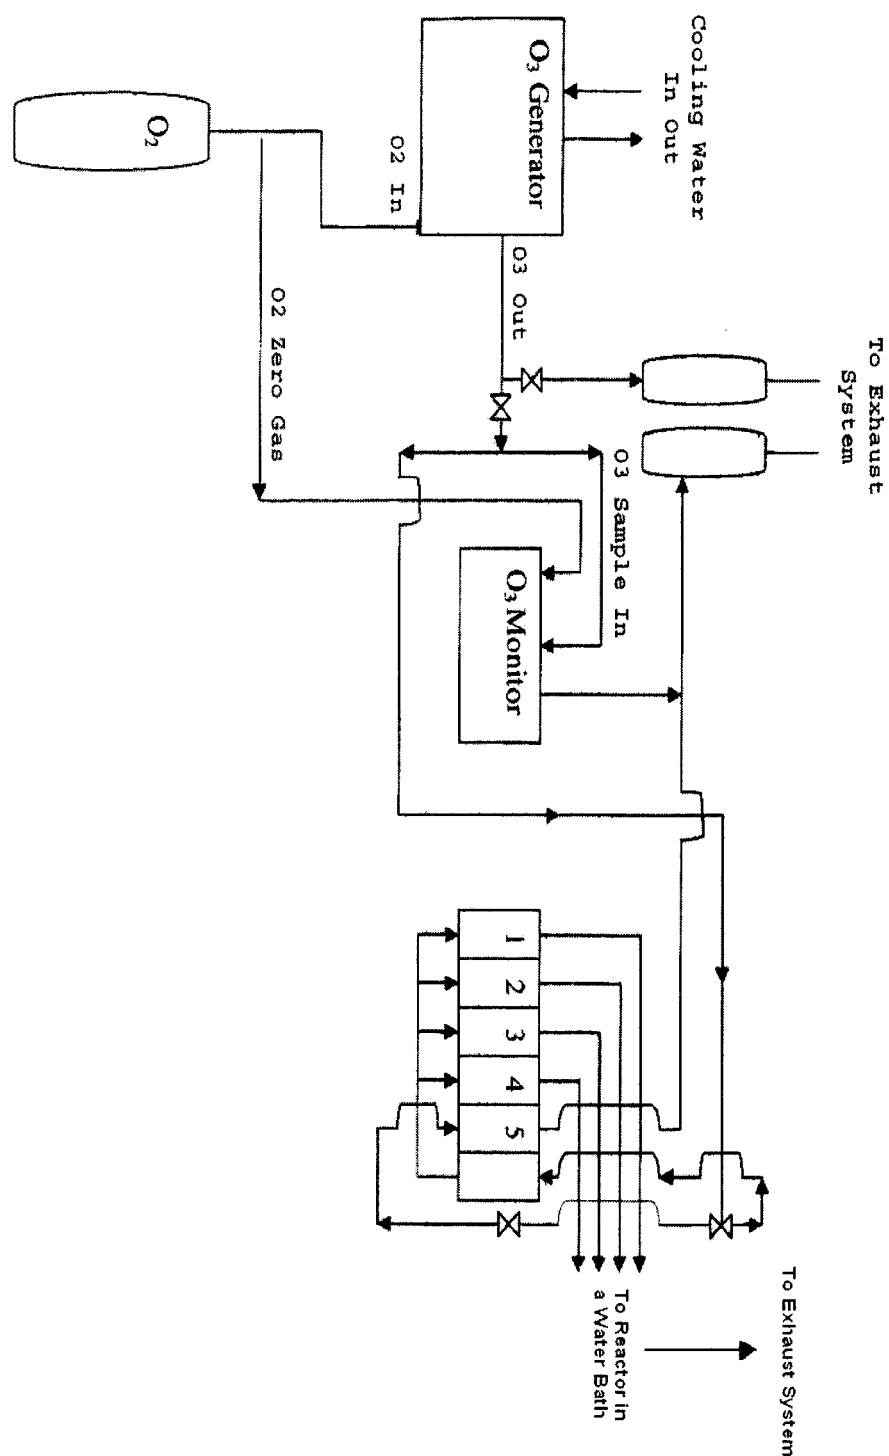 Cooling Water
In Out
O₃ Generator
O₂
O2 In
O3 Out
O2 Zero Gas
To Exhaust
System
O3 Sample In
O₃ Monitor
1
2
3
4
5
To Reactor in
a Water Bath
To Exhaust System